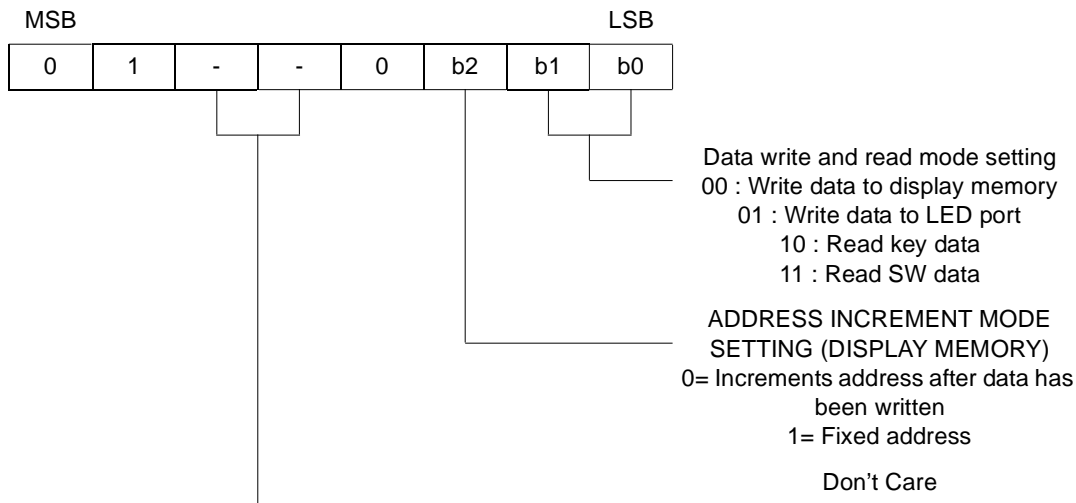 MSB LSB
0 1 - - 0 b2 b1 b0
Data write and read mode setting
00 : Write data to display memory
01 : Write data to LED port
10 : Read key data
11 : Read SW data
ADDRESS INCREMENT MODE
SETTING (DISPLAY MEMORY)
0= Increments address after data has
been written
1= Fixed address
Don't Care